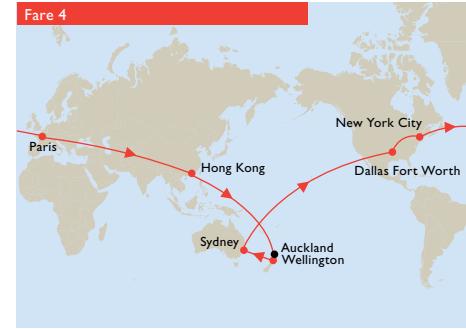 Fare 4
New York City
Paris
Hong Kong
Dallas Fort Worth
Sydney
Auckland
Wellington